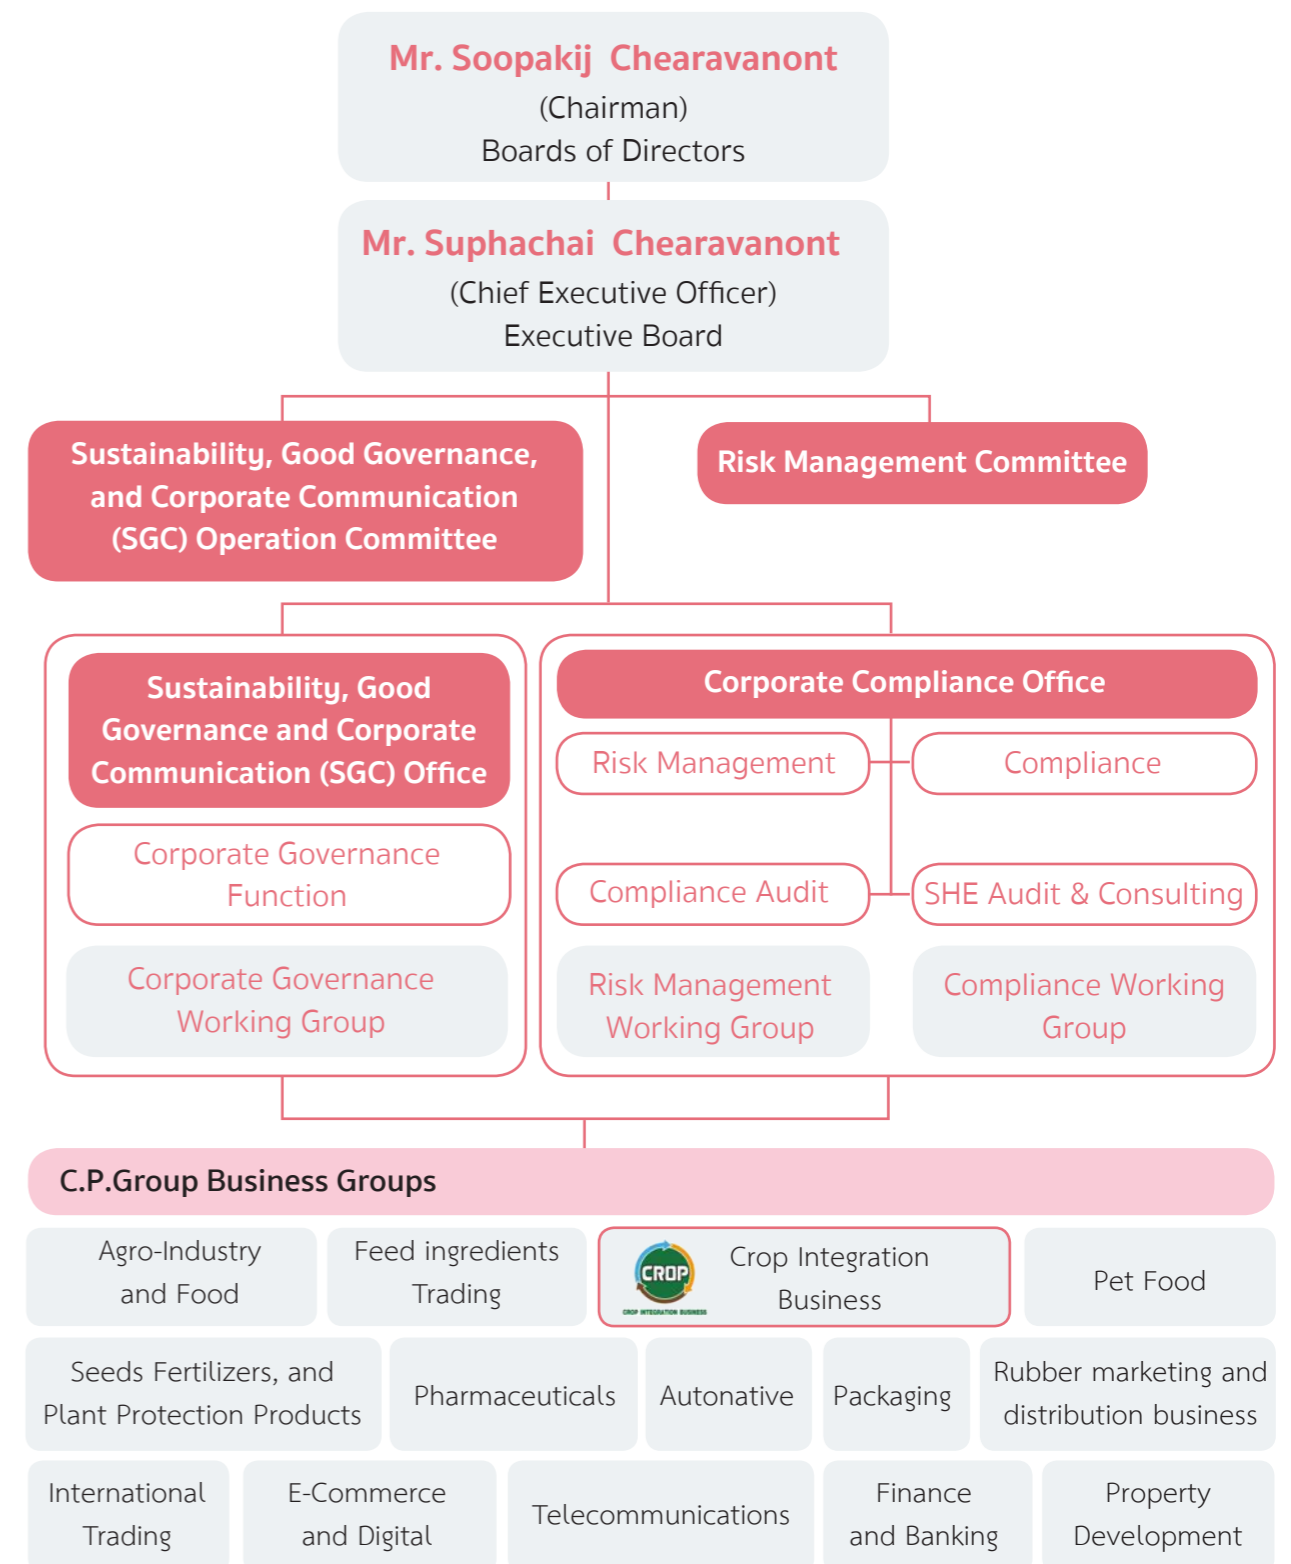 Mr. Soopakij Chearavanont
(Chairman)
Boards of Directors
Mr. Suphachai Chearavanont
(Chief Executive Officer)
Executive Board
Sustainability, Good Governance,
and Corporate Communication
(SGC) Operation Committee
Risk Management Committee
Sustainability, Good
Governance and Corporate
Communication (SGC) Office
Corporate Governance
Function
Corporate Governance
Working Group
Corporate Compliance Office
Risk Management
Compliance
Compliance Audit
SHE Audit & Consulting
Risk Management
Working Group
Compliance Working
Group
C.P.Group Business Groups
Agro-Industry
and Food
Feed ingredients
Trading
CROP
CROP INTEGRATION BUSINESS
Crop Integration
Business
Pet Food
Seeds Fertilizers, and
Plant Protection Products
Pharmaceuticals
Autonative
Packaging
Rubber marketing and
distribution business
International
Trading
E-Commerce
and Digital
Telecommunications
Finance
and Banking
Property
Development